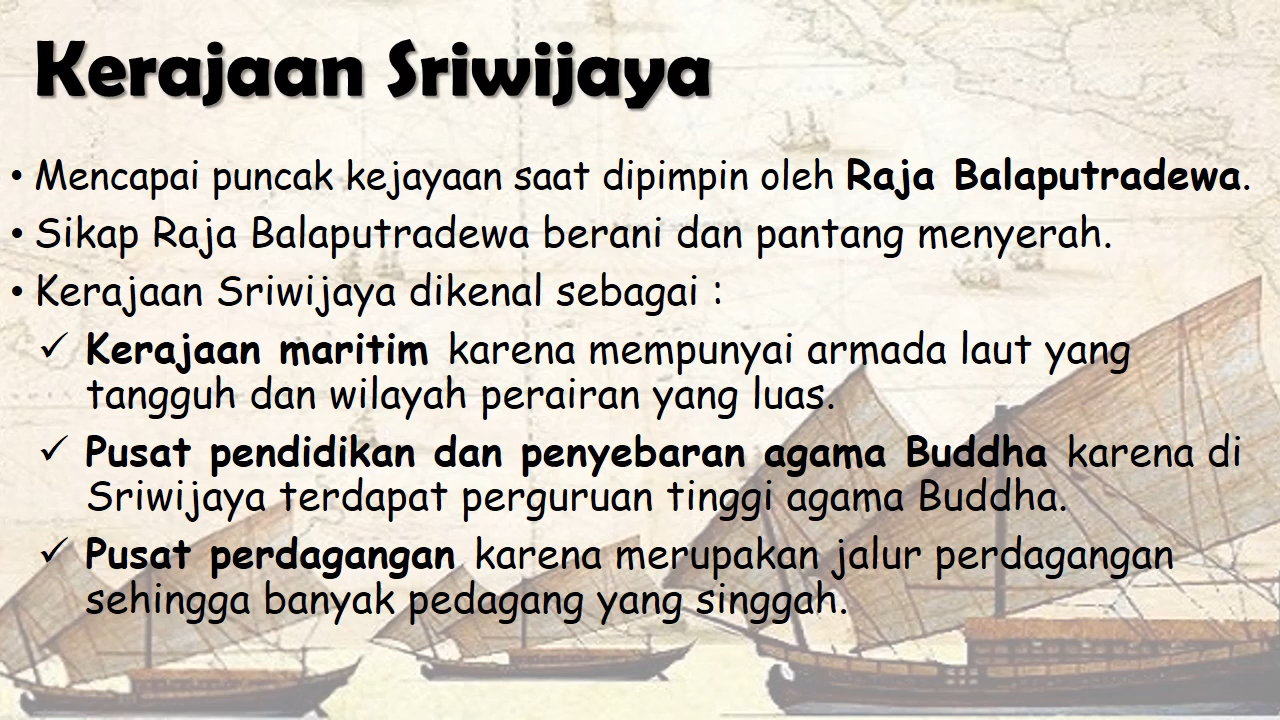 Kerajaan Sriwijaya
• Mencapai puncak kejayaan saat dipimpin oleh Raja Balaputradewa.
• Sikap Raja Balaputradewa berani dan pantang menyerah.
• Kerajaan Sriwijaya dikenal sebagai :
✓ Kerajaan maritim karena mempunyai armada laut yang
tangguh dan wilayah perairan yang luas.
✓ Pusat pendidikan dan penyebaran agama Buddha karena di
Sriwijaya terdapat perguruan tinggi agama Buddha.
✓ Pusat perdagangan karena merupakan jalur perdagangan
sehingga banyak pedagang yang singgah.